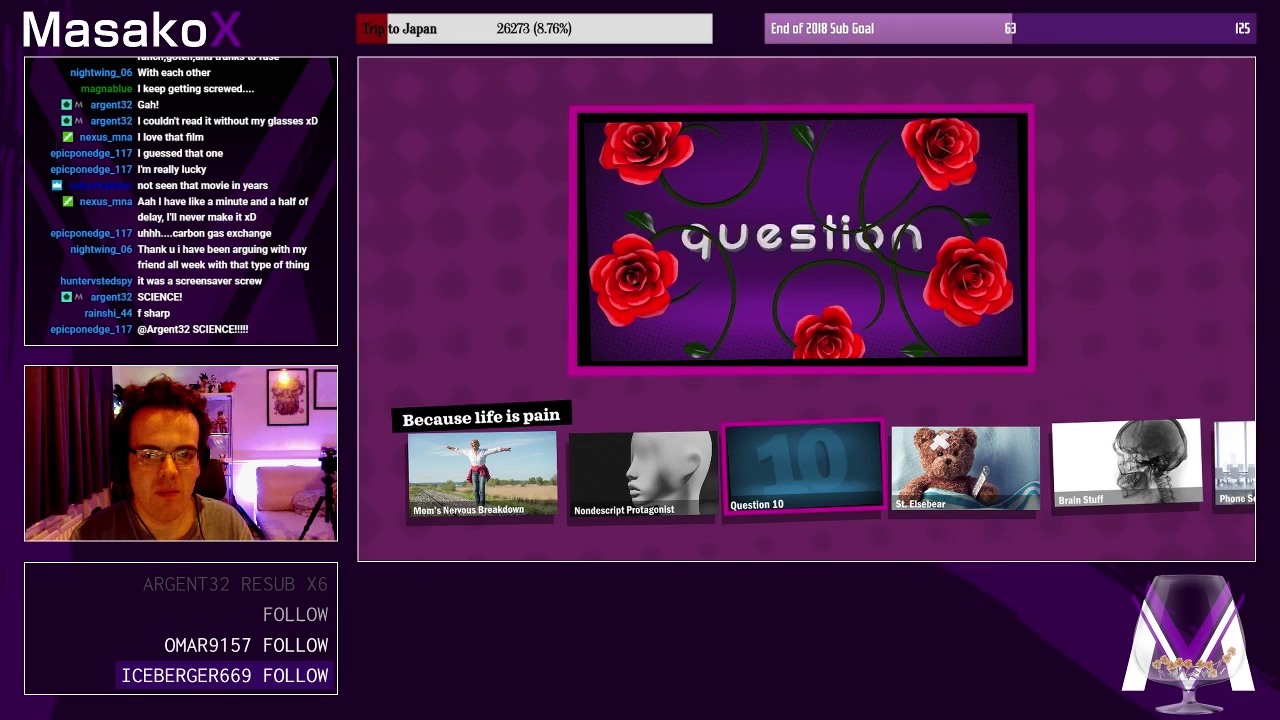 MasakoX
Trip to Japan 26273 (8.76%)
End of 2018 Sub Goal 63 125
nightwing_06 With each other
magnablue I keep getting screwed....
argent32 Gah!
argent32 I couldn't read it without my glasses xD
nexus_mna I love that film
epicponedge_117 I guessed that one
epicponedge_117 I'm really lucky
not seen that movie in years
nexus_mna Aah I have like a minute and a half of
delay, I'll never make it xD
epicponedge_117 uhhh....carbon gas exchange
nightwing_06 Thank u i have been arguing with my
friend all week with that type of thing
huntervstedspy it was a screensaver screw
argent32 SCIENCE!
rainshi_44 f sharp
epicponedge_117 @Argent32 SCIENCE!!!!!
question
Because life is pain
Mom's Nervous Breakdown
Nondescript Protagonist
10
Question 10
St. Elsebear
Brain Stuff
Phone
ARGENT32 RESUB X6
FOLLOW
OMAR9157 FOLLOW
ICEBERGER669 FOLLOW